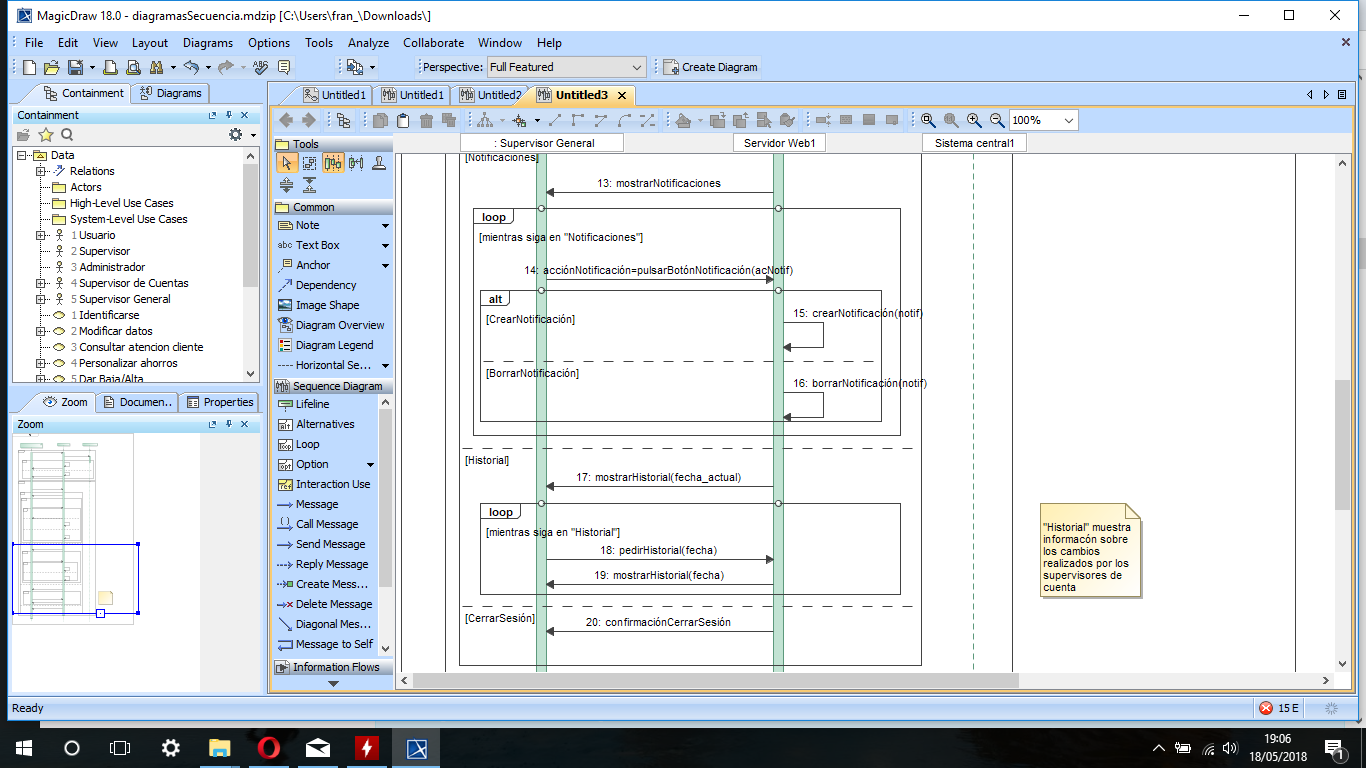 MagicDraw 18.0 - diagramasSecuencia.mdzip [C:\Users\fran_\Downloads\]
File Edit View Layout Diagrams Options Tools Analyze Collaborate Window Help
Perspective: Full Featured Create Diagram
Containment Diagrams
Containment
Data
Relations
Actors
High-Level Use Cases
System-Level Use Cases
1 Usuario
2 Supervisor
3 Administrador
4 Supervisor de Cuentas
5 Supervisor General
1 Identificarse
2 Modificar datos
3 Consultar atencion cliente
4 Personalizar ahorros
5 Dar Baja/Alta
Zoom Documen... Properties
Zoom
Untitled1 Untitled1 Untitled2 Untitled3
100%
Tools
Common
Note
abc Text Box
Anchor
Dependency
Image Shape
Diagram Overview
Diagram Legend
Horizontal Se...
Sequence Diagram
Lifeline
Alternatives
Loop
Option
Interaction Use
Message
Call Message
Send Message
Reply Message
Create Mess...
Delete Message
Diagonal Mes...
Message to Self
Information Flows
: Supervisor General Servidor Web1 Sistema central1
[Notificaciones]
13: mostrarNotificaciones
loop
[mientras siga en "Notificaciones"]
14: acciónNotificación=pulsarBotónNotificación(acNotif)
alt
[CrearNotificación]
15: crearNotificación(notif)
[BorrarNotificación]
16: borrarNotificación(notif)
[Historial]
17: mostrarHistorial(fecha_actual)
loop
[mientras siga en "Historial"]
18: pedirHistorial(fecha)
19: mostrarHistorial(fecha)
[CerrarSesión]
20: confirmaciónCerrarSesión
"Historial" muestra
informacón sobre
los cambios
realizados por los
supervisores de
cuenta
Ready
15 E
19:06
18/05/2018
1